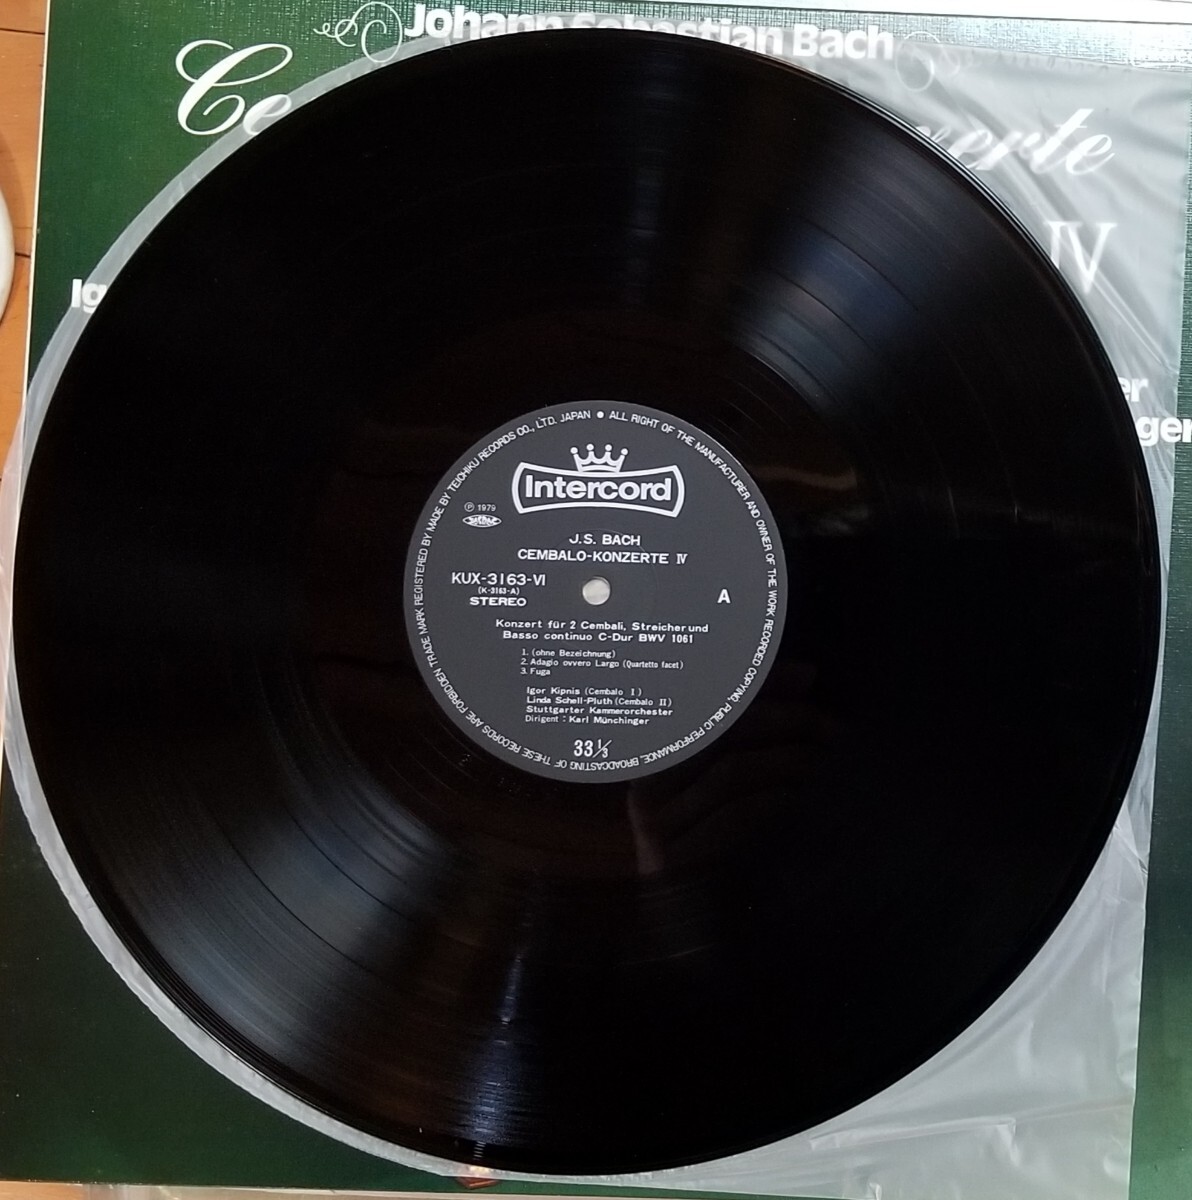 Johann Sebastian Bach
Ce erte
IV
Ig
er
ger
MADE BY TEICHIKU RECORDS CO., LTD. JAPAN ● ALL RIGHT OF THE MANUFACTURER AND OWNER OF THE WORK RECORDED COPYING, PUBLIC PERFORMANCE, BROADCASTING OF THESE RECORDS ARE FORBIDDEN TRADE MARK REGISTERED BY
Intercord
Ⓟ 1979
J.S. BACH
CEMBALO-KONZERTE Ⅳ
KUX-3163-VI
(K-3163-A)
STEREO
A
Konzert für 2 Cembali, Streicher und
Basso continuo C-Dur BWV 1061
1. (ohne Bezeichnung)
2. Adagio ovvero Largo (Quartetto facet)
3. Fuga
Igor Kipnis (Cembalo Ⅰ)
Linda Schell-Pluth (Cembalo Ⅱ)
Stuttgarter Kammerorchester
Dirigent : Karl Münchinger
33⅓